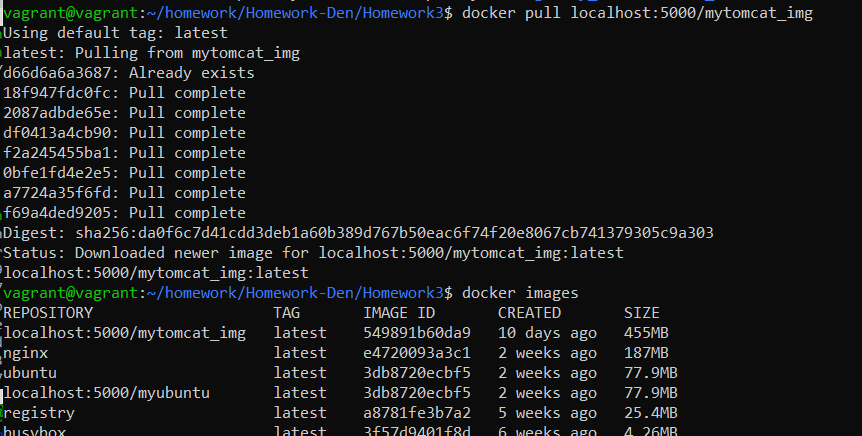 vagrant@vagrant:~/homework/Homework-Den/Homework3$ docker pull localhost:5000/mytomcat_img
Using default tag: latest
latest: Pulling from mytomcat_img
d66d6a6a3687: Already exists
18f947fdc0fc: Pull complete
2087adbde65e: Pull complete
df0413a4cb90: Pull complete
f2a245455ba1: Pull complete
0bfe1fd4e2e5: Pull complete
a7724a35f6fd: Pull complete
f69a4ded9205: Pull complete
Digest: sha256:da0f6c7d41cdd3deb1a60b389d767b50eac6f74f20e8067cb741379305c9a303
Status: Downloaded newer image for localhost:5000/mytomcat_img:latest
localhost:5000/mytomcat_img:latest
vagrant@vagrant:~/homework/Homework-Den/Homework3$ docker images
REPOSITORY TAG IMAGE ID CREATED SIZE
localhost:5000/mytomcat_img latest 549891b60da9 10 days ago 455MB
nginx latest e4720093a3c1 2 weeks ago 187MB
ubuntu latest 3db8720ecbf5 2 weeks ago 77.9MB
localhost:5000/myubuntu latest 3db8720ecbf5 2 weeks ago 77.9MB
registry latest a8781fe3b7a2 5 weeks ago 25.4MB
busybox latest 3f57d9401f8d 6 weeks ago 4.26MB